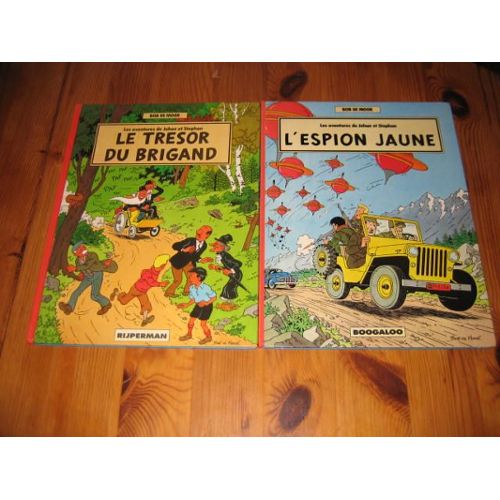 BOB DE MOOR
Les aventures de Johan et Stephan
LE TRESOR
DU BRIGAND
RIJPERMAN
BOB DE MOOR
Les aventures de Johan et Stephan
L'ESPION JAUNE
BOOGALOO